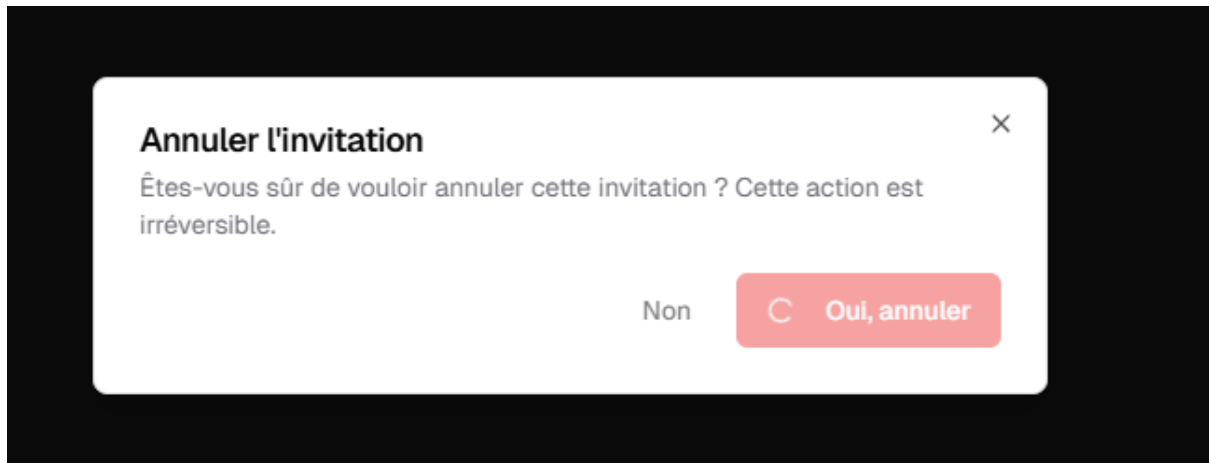 Annuler l'invitation
Êtes-vous sûr de vouloir annuler cette invitation ? Cette action est
irréversible.
Non
Oui, annuler